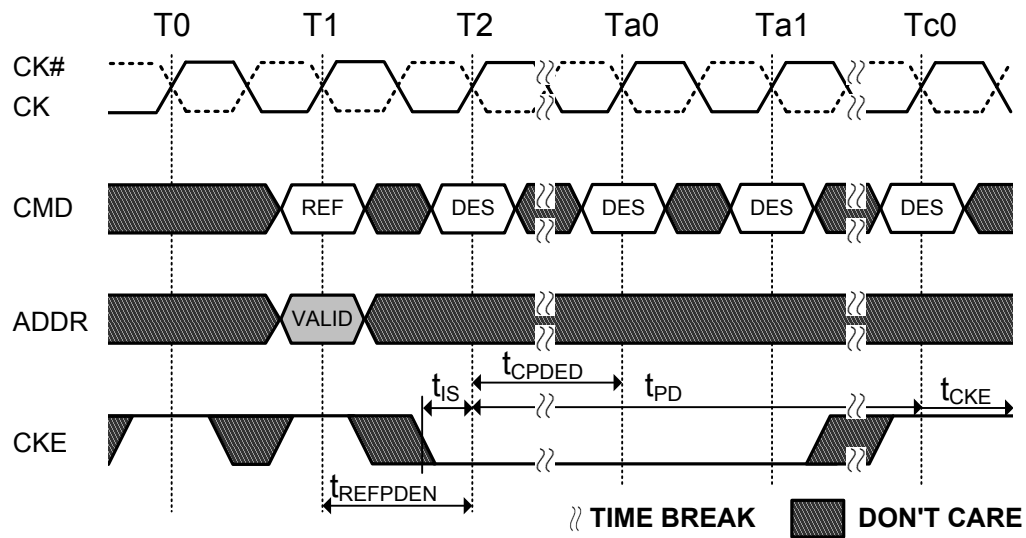 T0 T1 T2 Ta0 Ta1 Tc0
CK#
CK
CMD REF DES DES DES DES
ADDR VALID
tCPDED
tIS tPD tCKE
CKE
tREFPDEN
TIME BREAK DON'T CARE